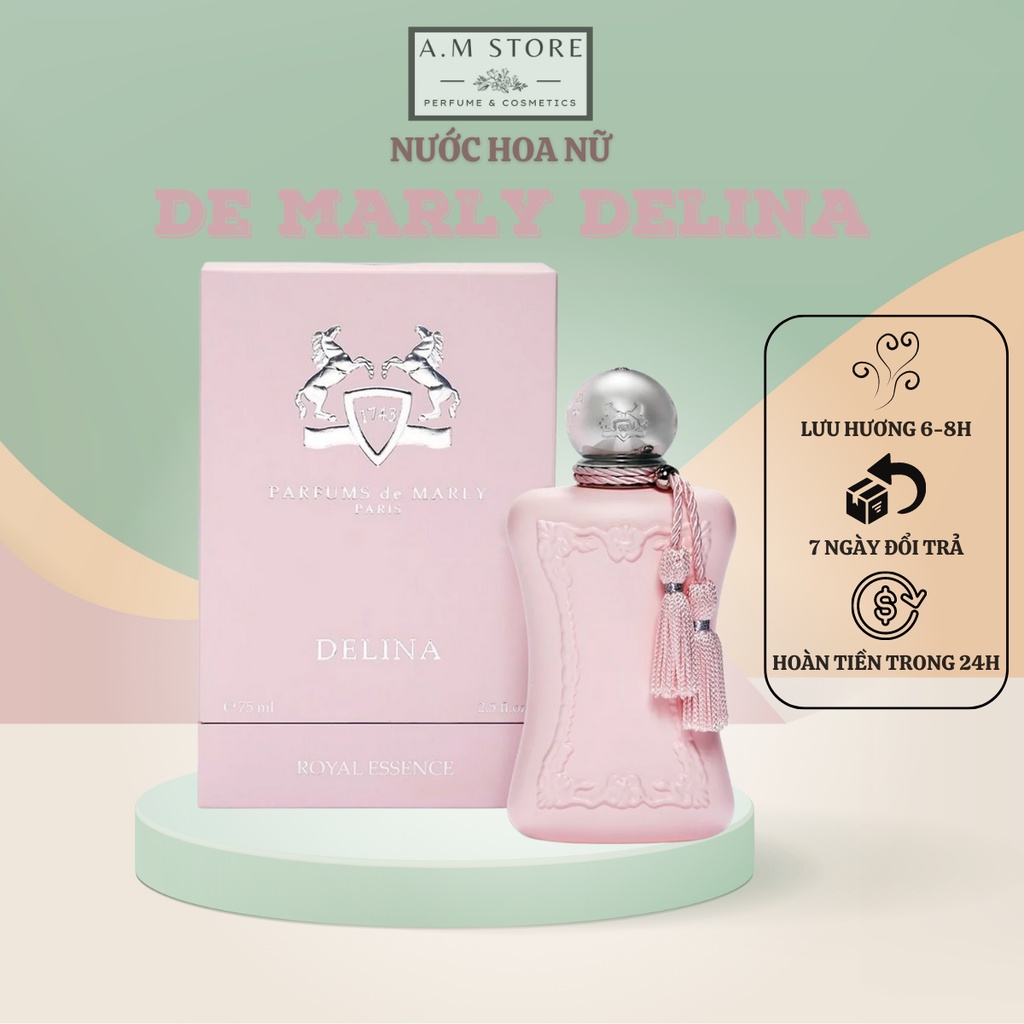 A.M STORE
PERFUME & COSMETICS
NƯỚC HOA NỮ
DE MARLY DELINA
1743
PARFUMS de MARLY
PARIS
DELINA
℮75 ml
2.5 fl.oz
ROYAL ESSENCE
LƯU HƯƠNG 6-8H
7 NGÀY ĐỔI TRẢ
HOÀN TIỀN TRONG 24H